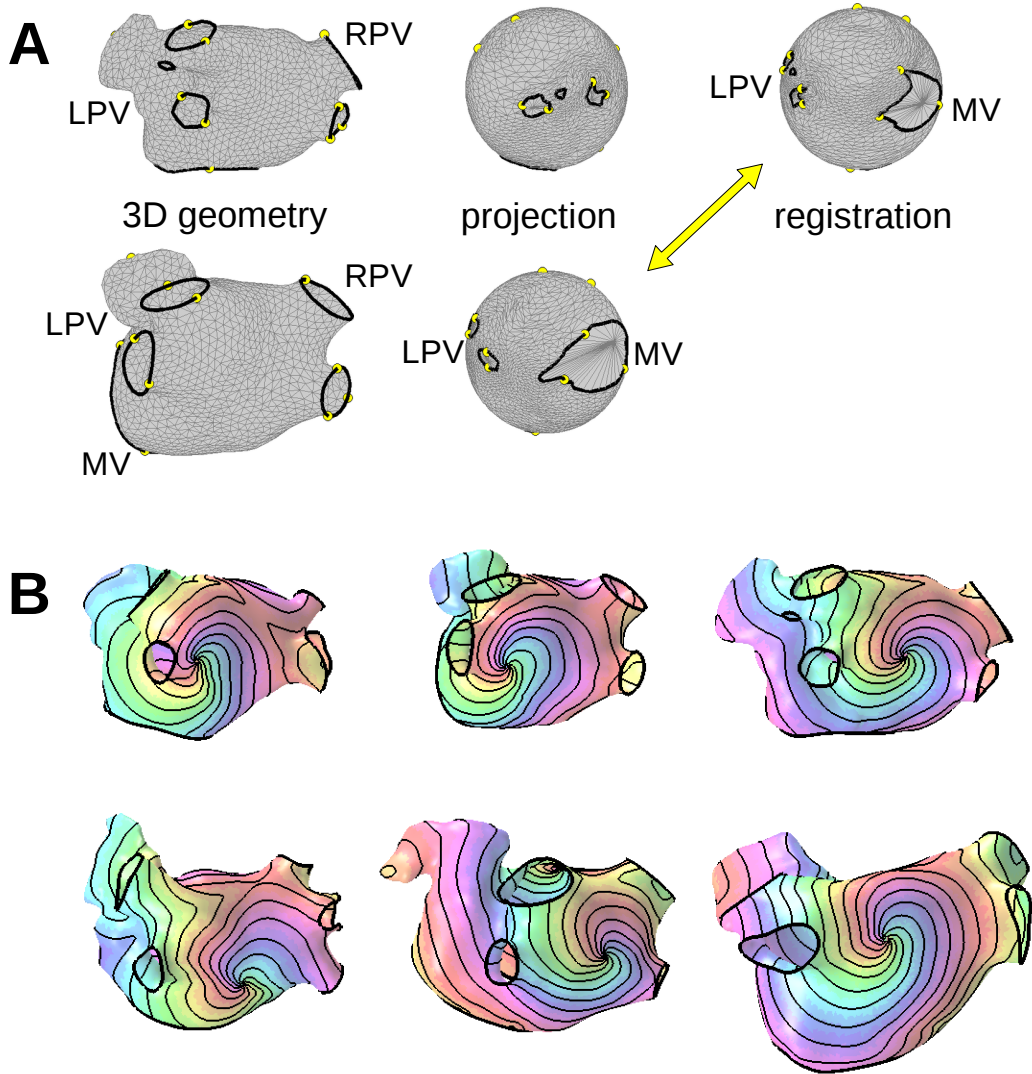 A
RPV
LPV
LPV
MV
3D geometry
projection
registration
RPV
LPV
LPV
MV
MV
B